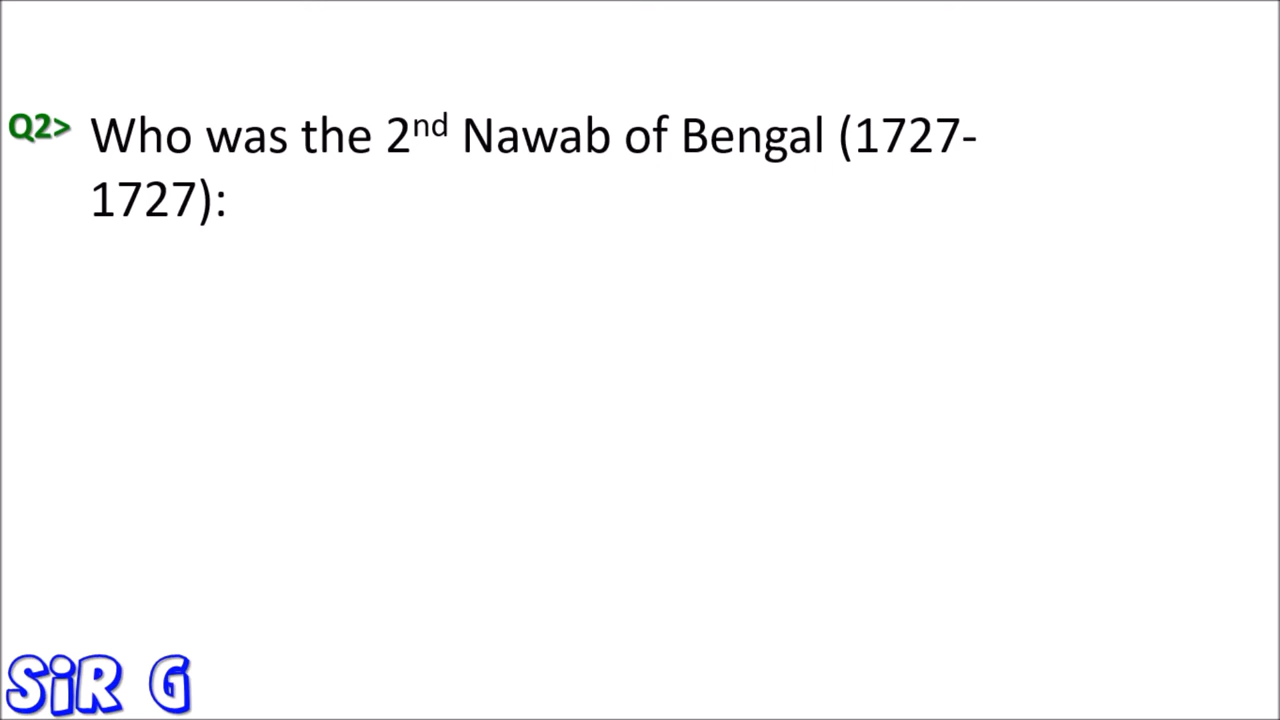 Q2> Who was the 2nd Nawab of Bengal (1727-
1727):
SiR G